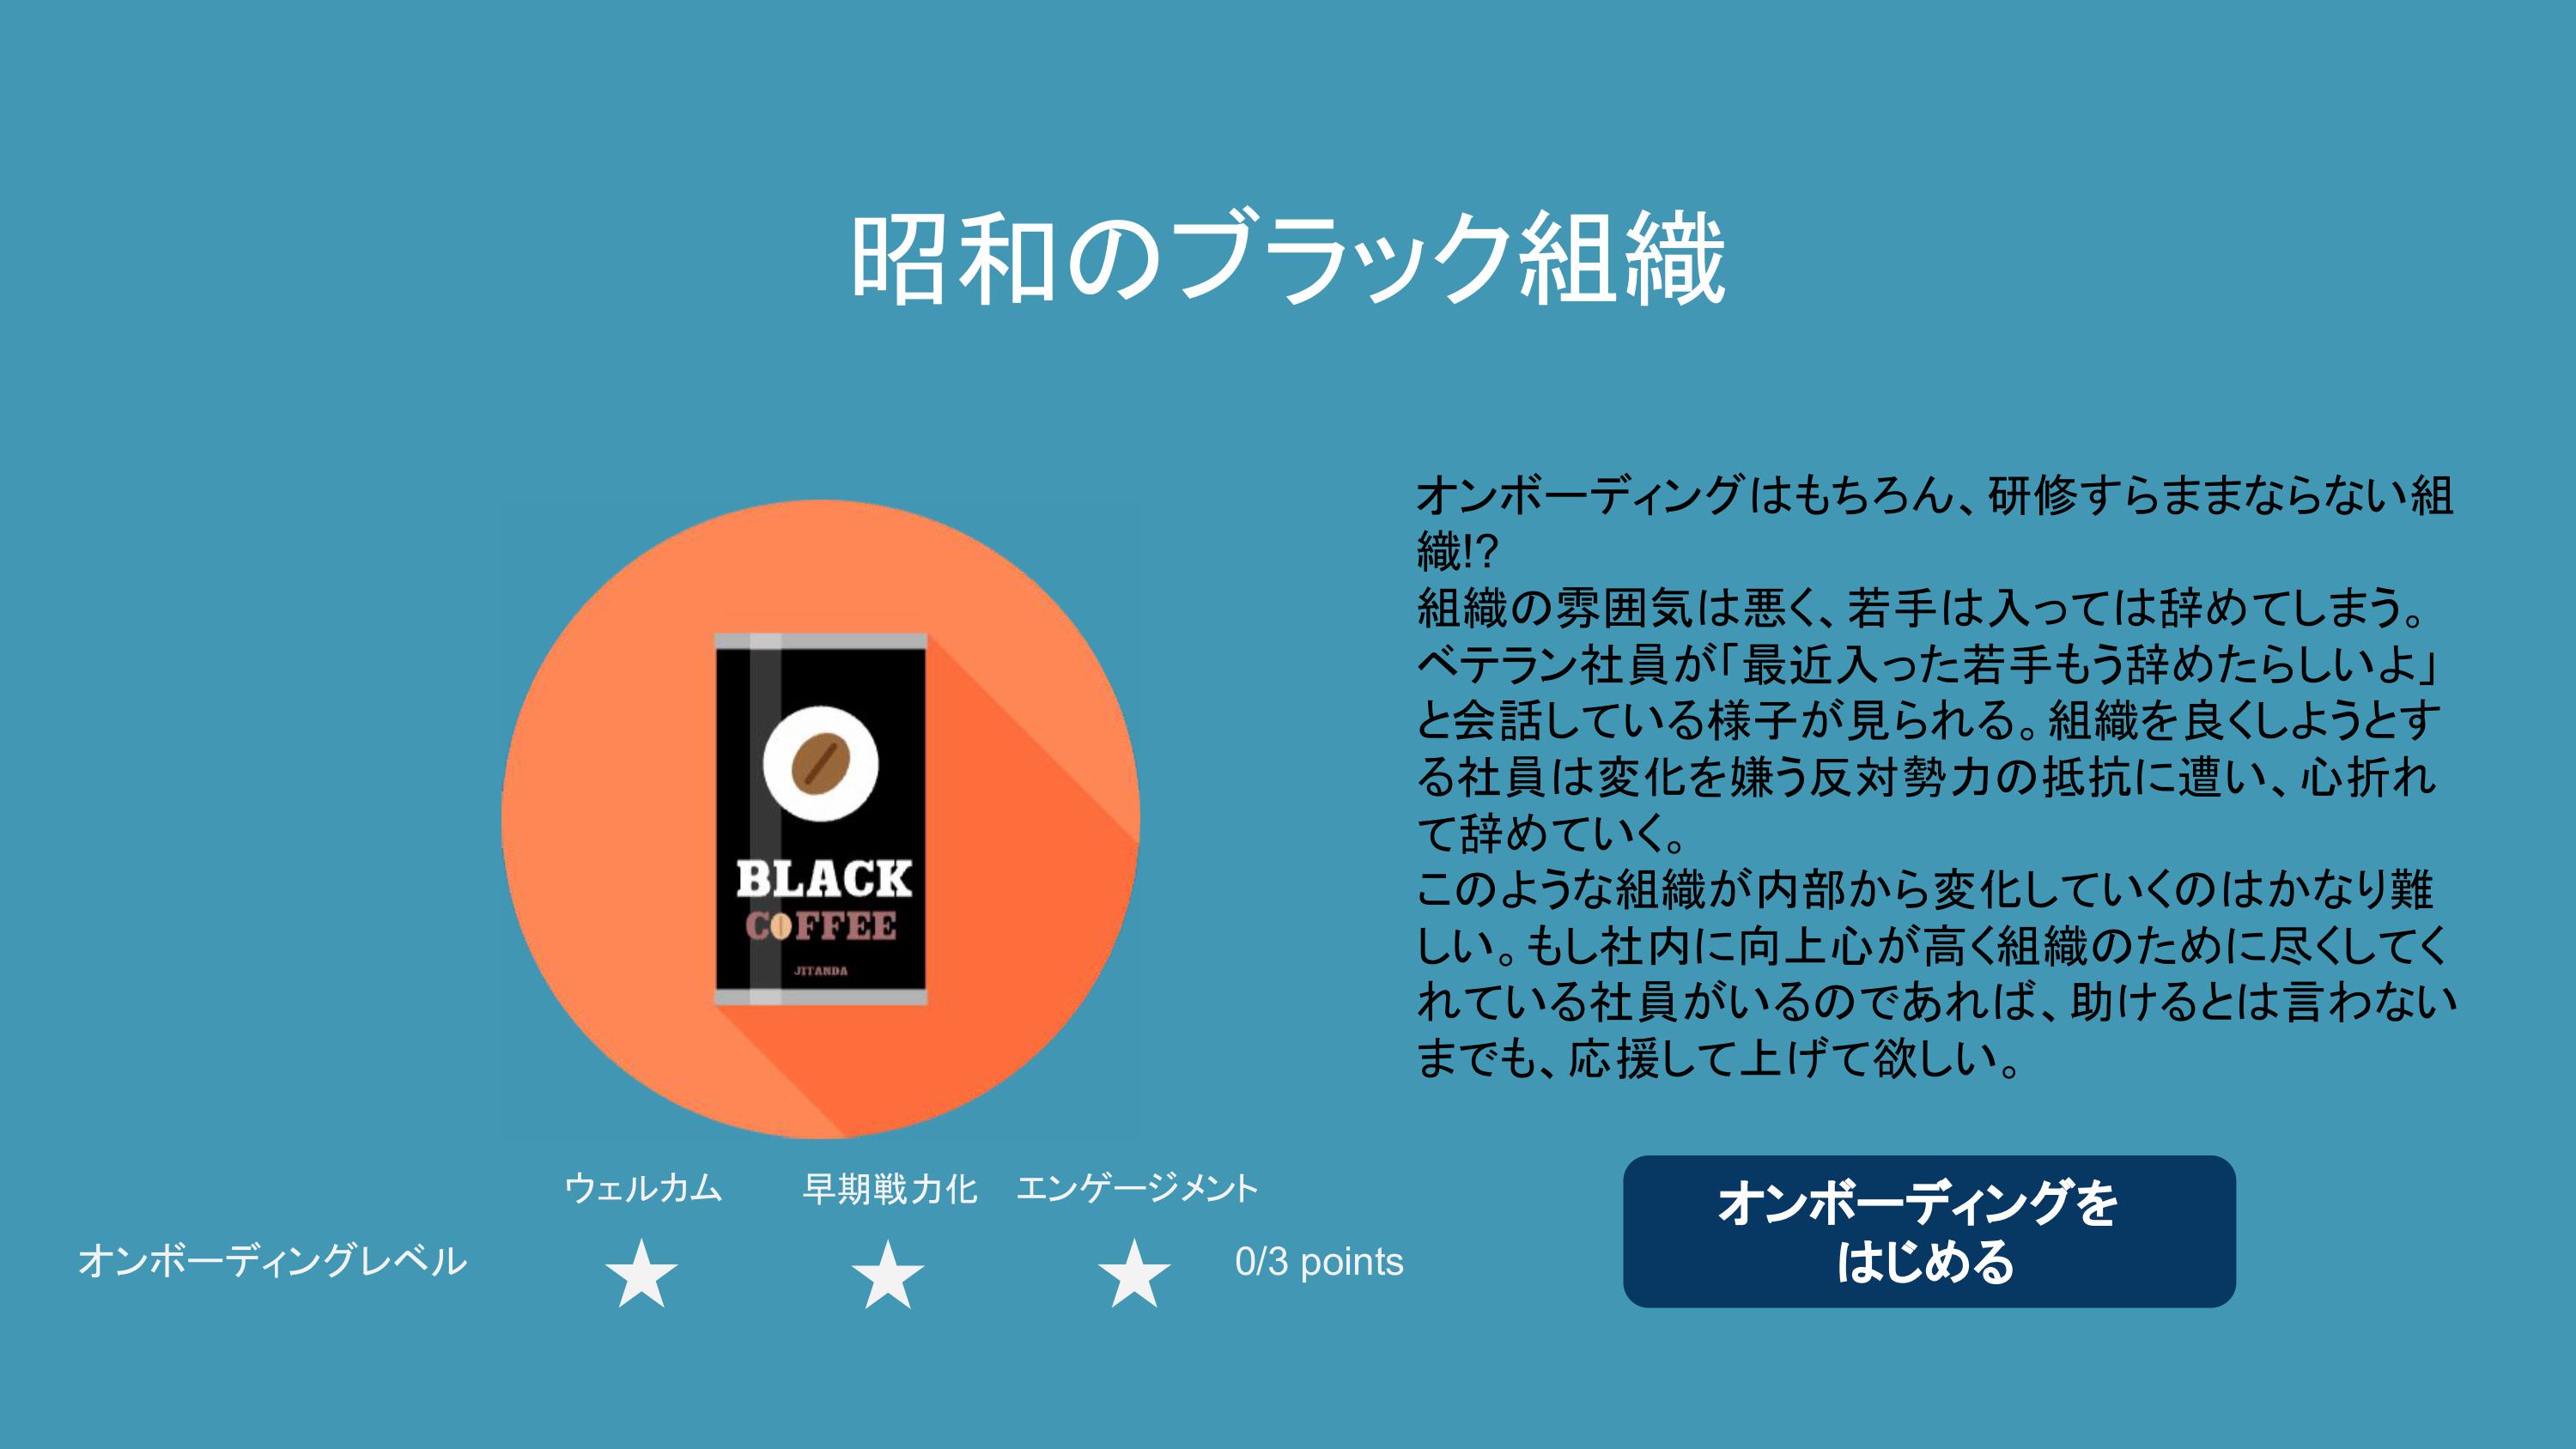 昭和のブラック組織
オンボーディングはもちろん、研修すらままならない組
織!?
組織の雰囲気は悪く、若手は入っては辞めてしまう。
ベテラン社員が「最近入った若手もう辞めたらしいよ」
と会話している様子が見られる。組織を良くしようとす
る社員は変化を嫌う反対勢力の抵抗に遭い、心折れ
て辞めていく。
このような組織が内部から変化していくのはかなり難
しい。もし社内に向上心が高く組織のために尽くしてく
れている社員がいるのであれば、助けるとは言わない
までも、応援して上げて欲しい。
BLACK
COFFEE
JITANDA
ウェルカム 早期戦力化 エンゲージメント
オンボーディングレベル ★ ★ ★ 0/3 points
オンボーディングを
はじめる